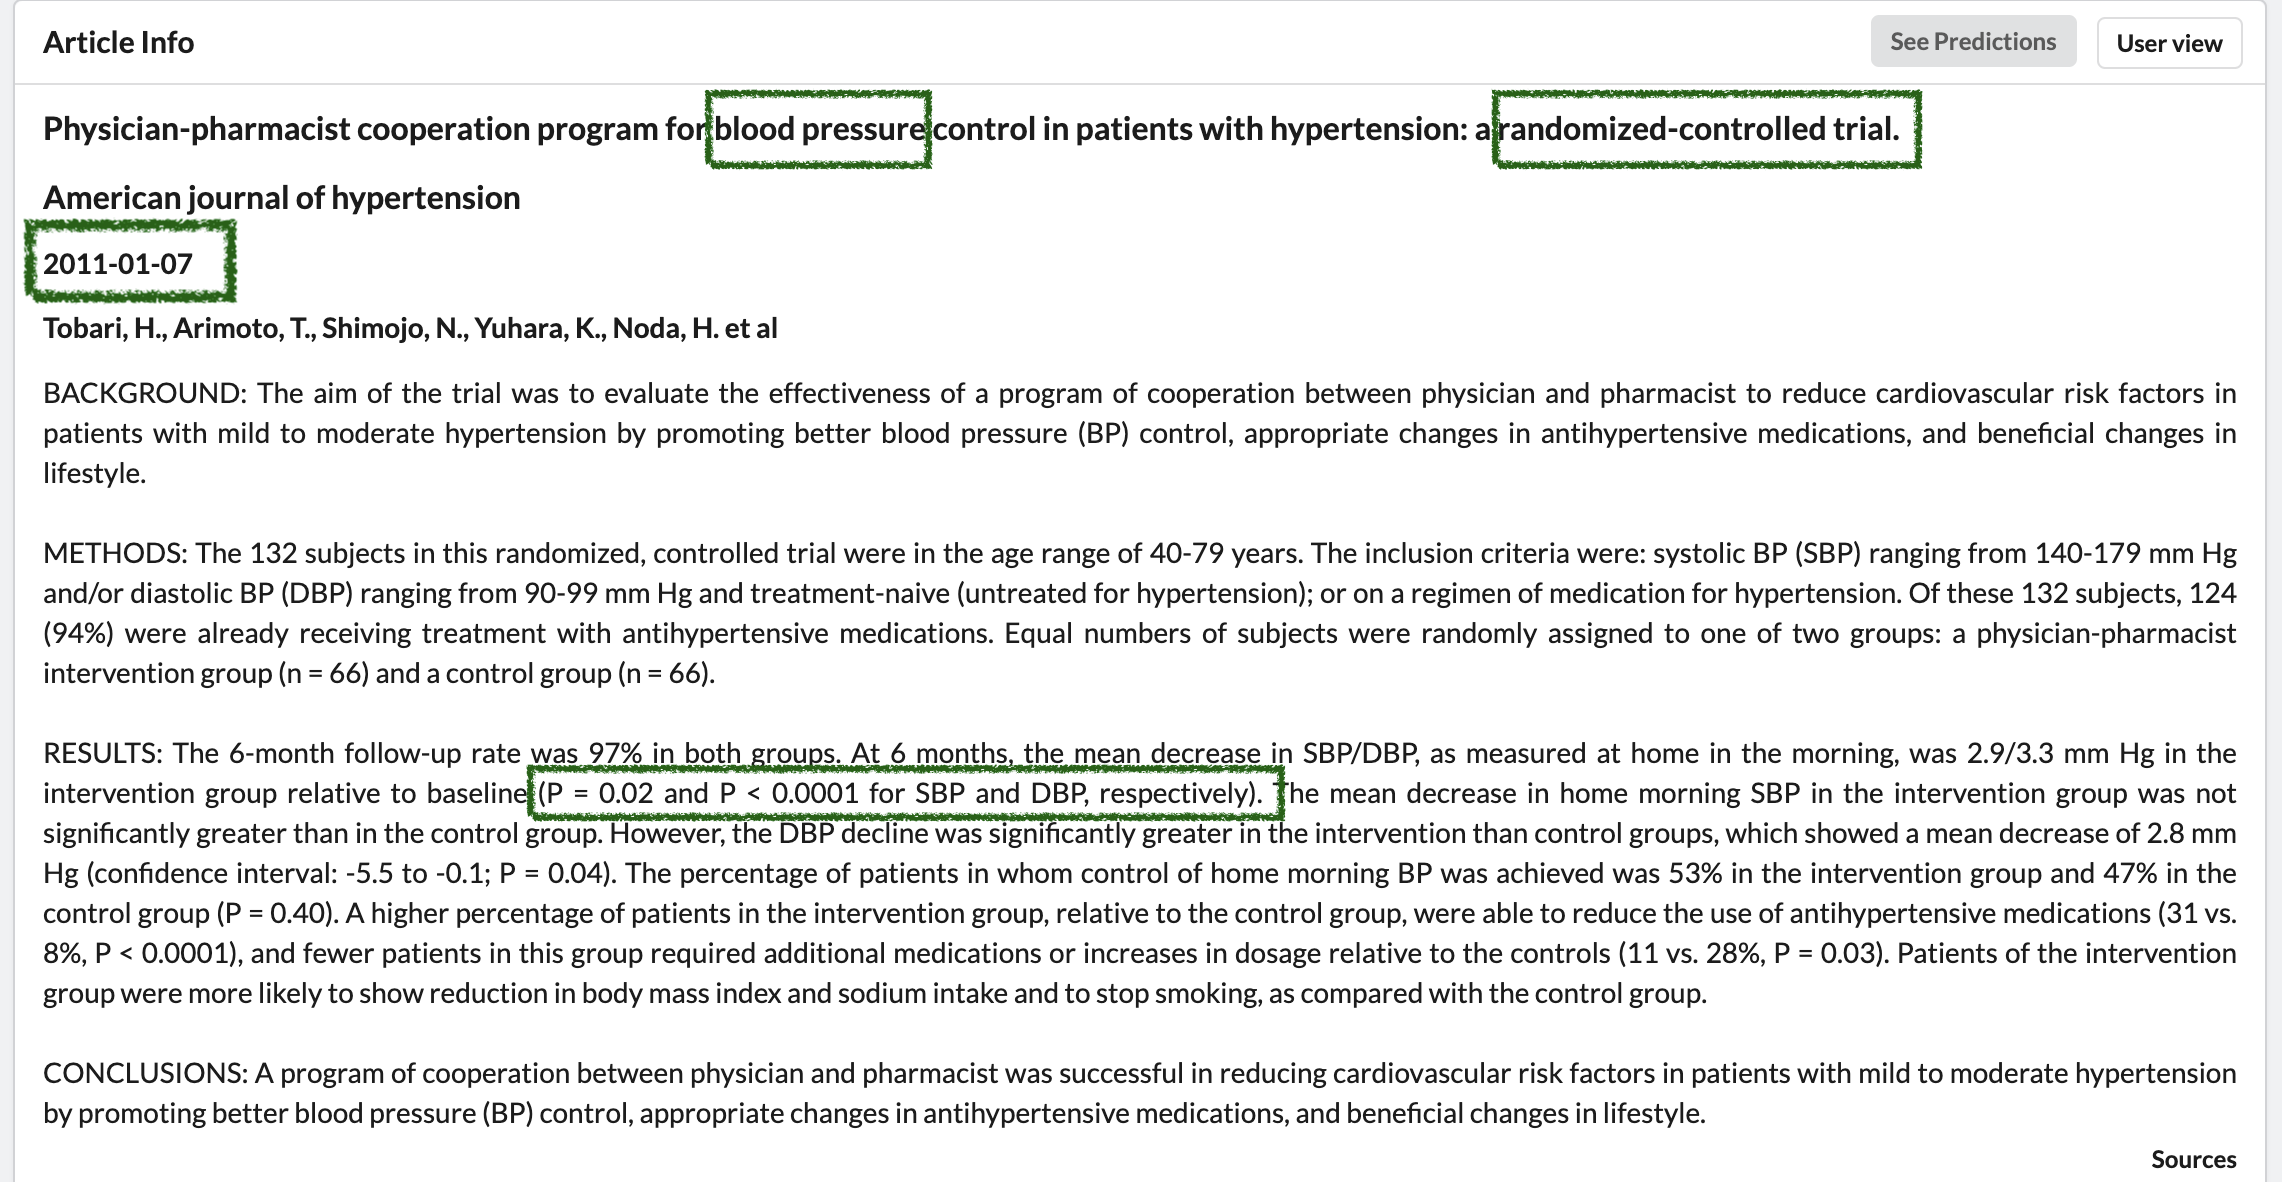 Article Info
See Predictions
User view
Physician-pharmacist cooperation program for blood pressure control in patients with hypertension: a randomized-controlled trial.
American journal of hypertension
2011-01-07
Tobari, H., Arimoto, T., Shimojo, N., Yuhara, K., Noda, H. et al
BACKGROUND: The aim of the trial was to evaluate the effectiveness of a program of cooperation between physician and pharmacist to reduce cardiovascular risk factors in
patients with mild to moderate hypertension by promoting better blood pressure (BP) control, appropriate changes in antihypertensive medications, and beneficial changes in
lifestyle.
METHODS: The 132 subjects in this randomized, controlled trial were in the age range of 40-79 years. The inclusion criteria were: systolic BP (SBP) ranging from 140-179 mm Hg
and/or diastolic BP (DBP) ranging from 90-99 mm Hg and treatment-naive (untreated for hypertension); or on a regimen of medication for hypertension. Of these 132 subjects, 124
(94%) were already receiving treatment with antihypertensive medications. Equal numbers of subjects were randomly assigned to one of two groups: a physician-pharmacist
intervention group (n = 66) and a control group (n = 66).
RESULTS: The 6-month follow-up rate was 97% in both groups. At 6 months, the mean decrease in SBP/DBP, as measured at home in the morning, was 2.9/3.3 mm Hg in the
intervention group relative to baseline (P = 0.02 and P < 0.0001 for SBP and DBP, respectively). The mean decrease in home morning SBP in the intervention group was not
significantly greater than in the control group. However, the DBP decline was significantly greater in the intervention than control groups, which showed a mean decrease of 2.8 mm
Hg (confidence interval: -5.5 to -0.1; P = 0.04). The percentage of patients in whom control of home morning BP was achieved was 53% in the intervention group and 47% in the
control group (P = 0.40). A higher percentage of patients in the intervention group, relative to the control group, were able to reduce the use of antihypertensive medications (31 vs.
8%, P < 0.0001), and fewer patients in this group required additional medications or increases in dosage relative to the controls (11 vs. 28%, P = 0.03). Patients of the intervention
group were more likely to show reduction in body mass index and sodium intake and to stop smoking, as compared with the control group.
CONCLUSIONS: A program of cooperation between physician and pharmacist was successful in reducing cardiovascular risk factors in patients with mild to moderate hypertension
by promoting better blood pressure (BP) control, appropriate changes in antihypertensive medications, and beneficial changes in lifestyle.
Sources